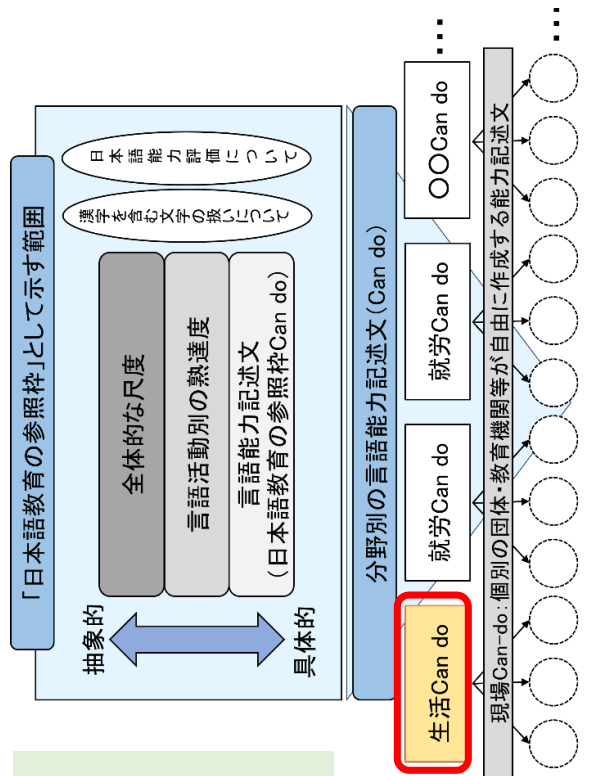 「日本語教育の参照枠」として示す範囲
抽象的
具体的
全体的な尺度
言語活動別の熟達度
言語能力記述文
(日本語教育の参照枠Can do)
漢字を含む文字の扱いについて
日本語能力評価について
分野別の言語能力記述文(Can do)
生活Can do
就労Can do
就労Can do
〇〇Can do
・・・
現場Can-do:個別の団体・教育機関等が自由に作成する能力記述文
・・・